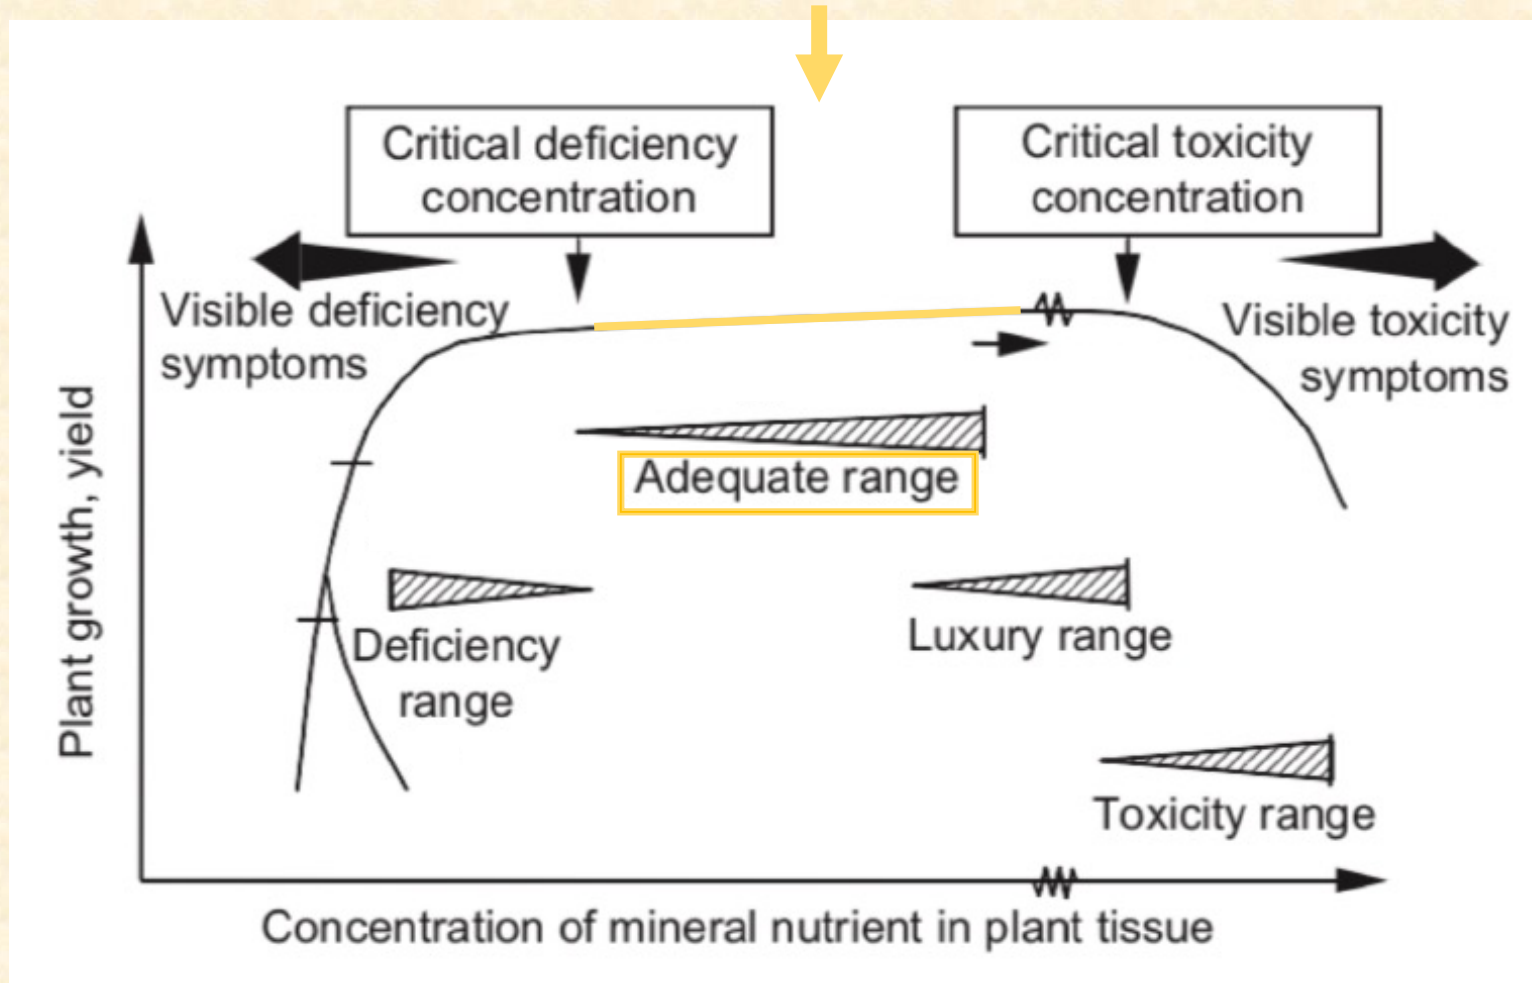 Critical deficiency
concentration
Critical toxicity
concentration
Visible deficiency
symptoms
Visible toxicity
symptoms
Plant growth, yield
Adequate range
Deficiency
range
Luxury range
Toxicity range
Concentration of mineral nutrient in plant tissue